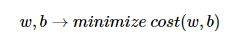 w, b → minimize cost(w, b)